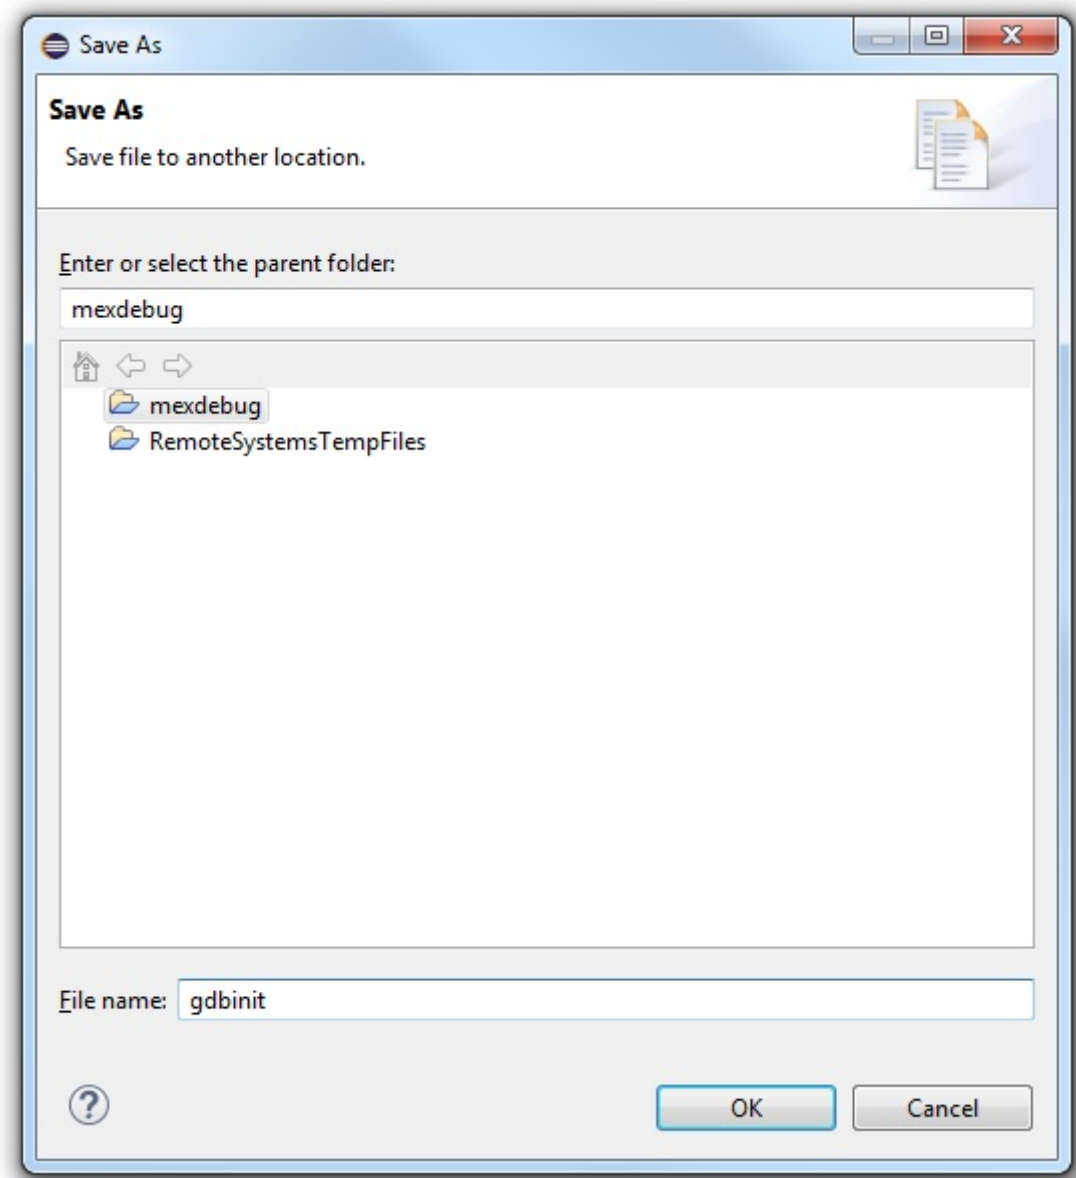 Save As
Save As
Save file to another location.
Enter or select the parent folder:
mexdebug
mexdebug
RemoteSystemsTempFiles
File name: gdbinit
OK Cancel